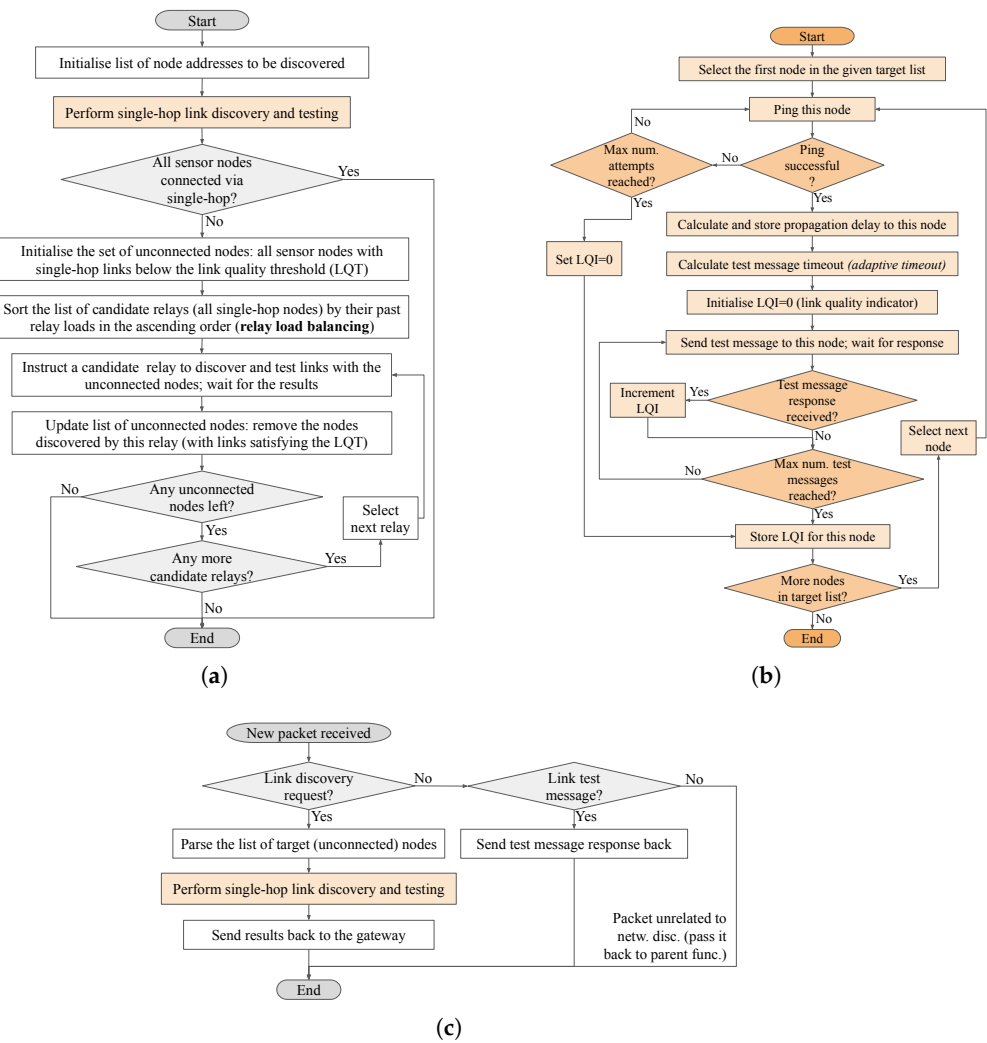 Start
Initialise list of node addresses to be discovered
Perform single-hop link discovery and testing
All sensor nodes
connected via
single-hop?
Yes
No
Initialise the set of unconnected nodes: all sensor nodes with
single-hop links below the link quality threshold (LQT)
Sort the list of candidate relays (all single-hop nodes) by their past
relay loads in the ascending order (relay load balancing)
Instruct a candidate relay to discover and test links with the
unconnected nodes; wait for the results
Update list of unconnected nodes: remove the nodes
discovered by this relay (with links satisfying the LQT)
No
Any unconnected
nodes left?
Yes
Select
next relay
Any more
candidate relays?
Yes
No
End
(a)
Start
Select the first node in the given target list
Ping this node
No
Max num.
attempts
reached?
No
Ping
successful
?
Yes
Yes
Set LQI=0
Calculate and store propagation delay to this node
Calculate test message timeout (adaptive timeout)
Initialise LQI=0 (link quality indicator)
Send test message to this node; wait for response
Increment
LQI
Yes
Test message
response
received?
No
Select next
node
No
Max num. test
messages
reached?
Yes
Store LQI for this node
More nodes
in target list?
Yes
No
End
(b)
New packet received
Link discovery
request?
No
Link test
message?
No
Yes
Yes
Parse the list of target (unconnected) nodes
Send test message response back
Perform single-hop link discovery and testing
Send results back to the gateway
Packet unrelated to
netw. disc. (pass it
back to parent func.)
End
(c)